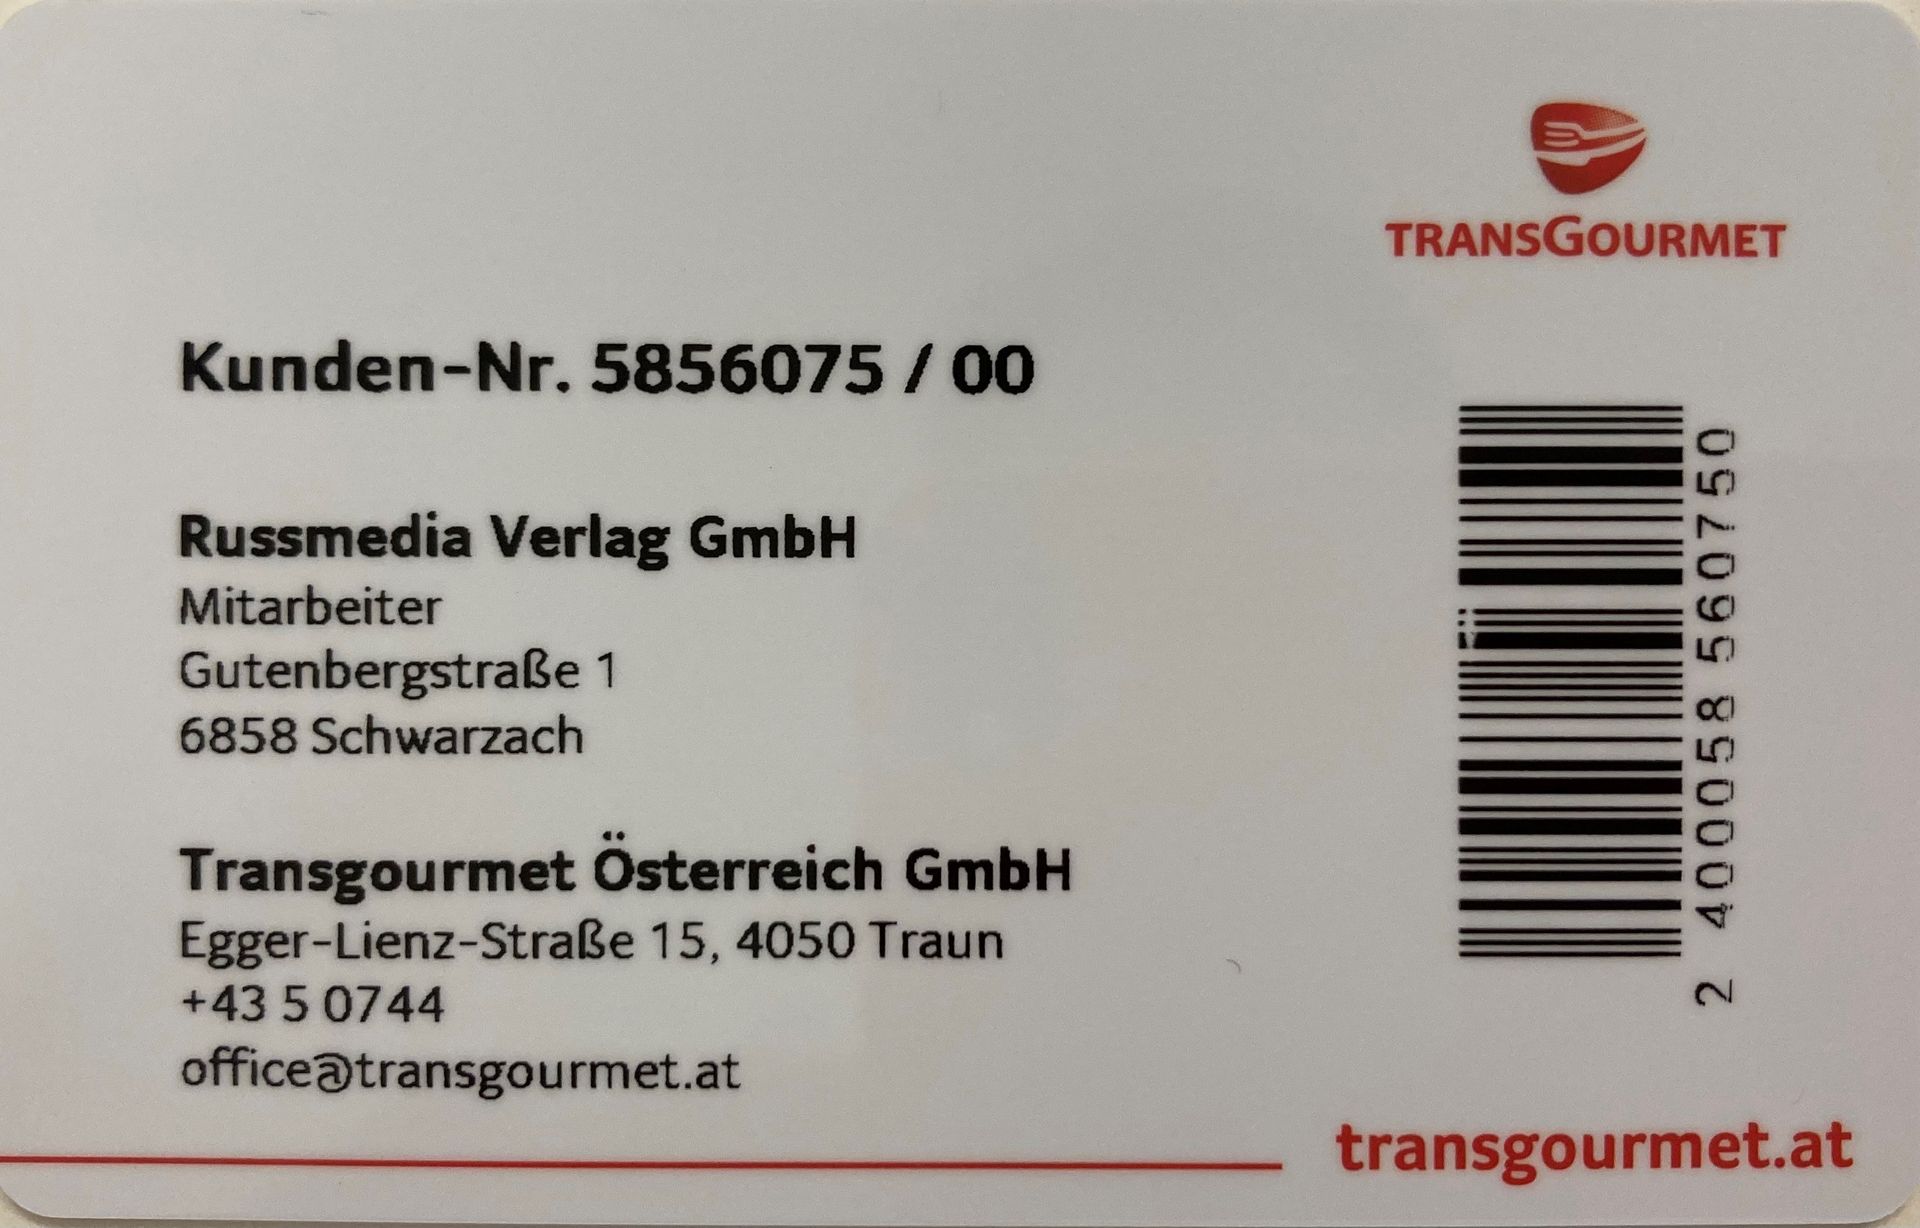 TRANSGOURMET
Kunden-Nr. 5856075 / 00
Russmedia Verlag GmbH
Mitarbeiter
Gutenbergstraße 1
6858 Schwarzach
Transgourmet Österreich GmbH
Egger-Lienz-Straße 15, 4050 Traun
+43 5 0744
office@transgourmet.at
2 400058 560750
transgourmet.at